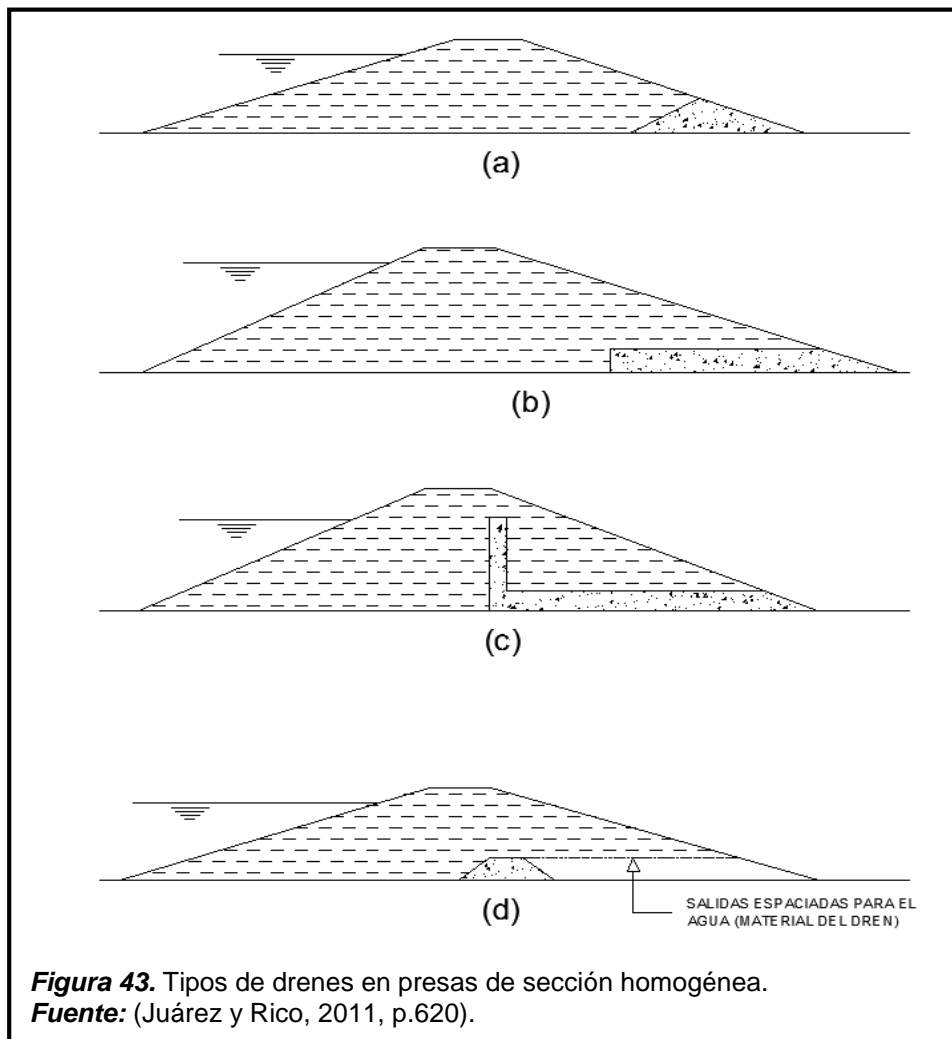 (a)
(b)
(c)
(d)
SALIDAS ESPACIADAS PARA EL
AGUA (MATERIAL DEL DREN)
Figura 43. Tipos de drenes en presas de sección homogénea.
Fuente: (Juárez y Rico, 2011, p.620).